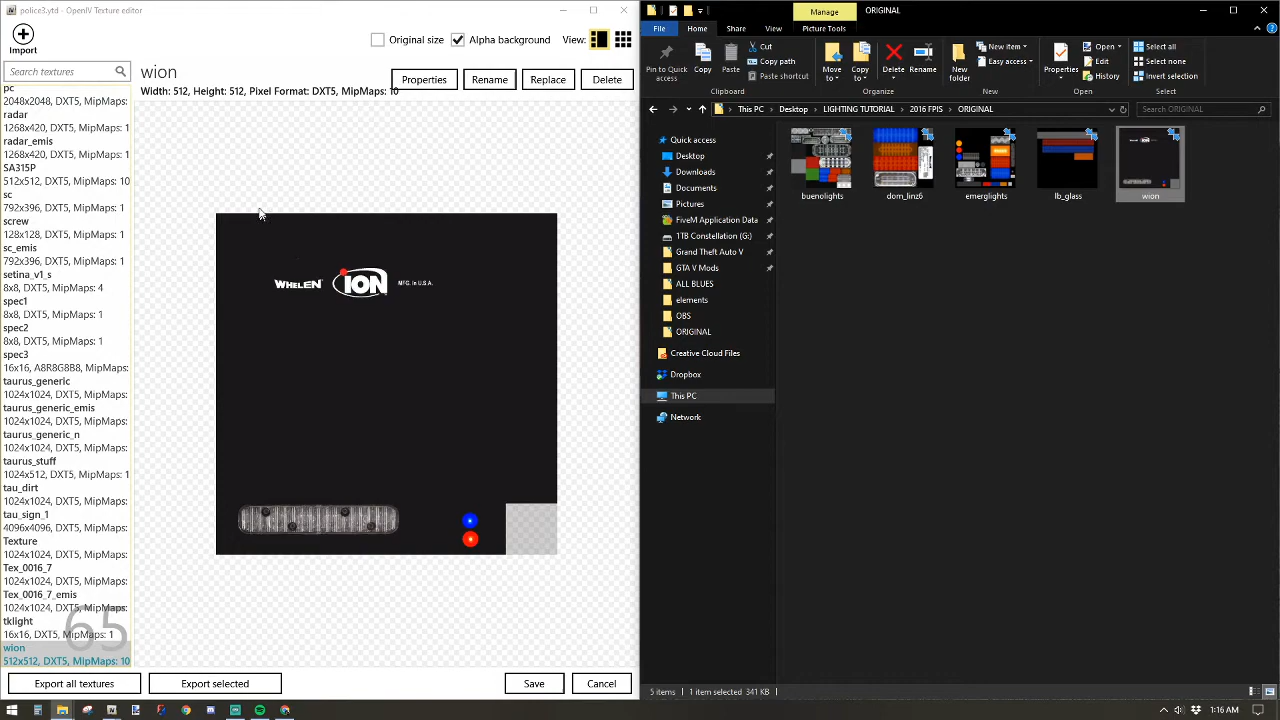 police3.ytd - OpenIV Texture editor
Import
Original size
Alpha background
View:
Search textures
wion
Width: 512, Height: 512, Pixel Format: DXT5, MipMaps: 10
Properties
Rename
Replace
Delete
pc
2048x2048, DXT5, MipMaps: 1
radar
1268x420, DXT5, MipMaps: 1
radar_emis
1268x420, DXT5, MipMaps: 1
SA315P
512x512, DXT5, MipMaps: 10
sc
792x396, DXT5, MipMaps: 1
screw
128x128, DXT5, MipMaps: 1
sc_emis
792x396, DXT5, MipMaps: 1
setina_v1_s
8x8, DXT5, MipMaps: 4
spec1
8x8, DXT5, MipMaps: 1
spec2
8x8, DXT5, MipMaps: 1
spec3
16x16, A8R8G8B8, MipMaps: 1
taurus_generic
1024x1024, DXT5, MipMaps: 1
taurus_generic_emis
1024x1024, DXT5, MipMaps: 1
taurus_generic_n
1024x1024, DXT5, MipMaps: 1
taurus_stuff
1024x512, DXT5, MipMaps: 1
tau_dirt
1024x1024, DXT5, MipMaps: 1
tau_sign_1
4096x4096, DXT5, MipMaps: 1
Texture
1024x1024, DXT5, MipMaps: 1
Tex_0016_7
1024x1024, DXT5, MipMaps: 1
Tex_0016_7_emis
1024x1024, DXT5, MipMaps: 1
tklight
16x16, DXT5, MipMaps: 1
wion
512x512, DXT5, MipMaps: 10
65
WHELEN
ION
MFG. in U.S.A.
Export all textures
Export selected
Save
Cancel
Manage
ORIGINAL
File
Home
Share
View
Picture Tools
Pin to Quick access
Copy
Paste
Cut
Copy path
Paste shortcut
Clipboard
Move to
Copy to
Delete
Rename
Organize
New folder
New item
Easy access
New
Properties
Open
Edit
History
Open
Select all
Select none
Invert selection
Select
This PC
Desktop
LIGHTING TUTORIAL
2016 FPIS
ORIGINAL
Search ORIGINAL
Quick access
Desktop
Downloads
Documents
Pictures
FiveM Application Data
1TB Constellation (G:)
Grand Theft Auto V
GTA V Mods
ALL BLUES
elements
OBS
ORIGINAL
Creative Cloud Files
Dropbox
This PC
Network
buenolights
dom_linz6
emerglights
lb_glass
wion
5 items
1 item selected 341 KB
1:16 AM